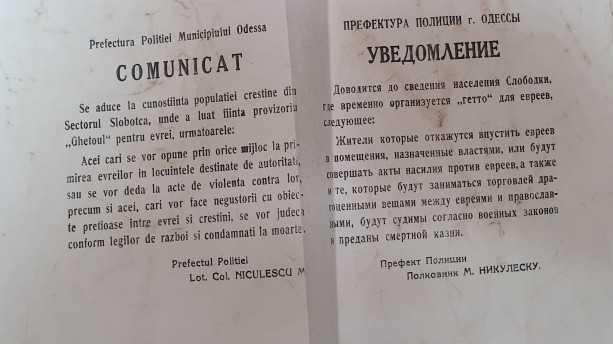 Prefectura Politiei Municipiului Odessa
COMUNICAT
Se aduce la cunostiinta populatiei crestine din
Sectorul Slobotca, unde a luat fiinta provizoriu
„Ghetoul" pentru evrei, urmatoarele:
Acei cari se vor opune prin orice mijloc la pri-
mirea evreilor in locuintele destinate de autoritati,
sau se vor deda la acte de violenta contra lor,
precum si acei, cari vor face negustorii cu obiec-
te pretioase intre evrei si crestini, se vor judeca
conform legilor de razboi si condamnati la moarte.
Prefectul Politiei
Lot. Col. NICULESCU M.
ПРЕФЕКТУРА ПОЛИЦИИ г. ОДЕССЫ
УВЕДОМЛЕНИЕ
Доводится до сведения населения Слободки,
где временно организуется „гетто" для евреев,
следующее:
Жители которые откажутся впустить евреев
в помещения, назначенные властями, или будут
совершать акты насилия против евреев, а также
и те, которые будут заниматься торговлей дра-
гоценными вещами между евреями и православ-
ными, будут судимы согласно военных законов
и преданы смертной казни.
Префект Полиции
Полковник М. НИКУЛЕСКУ.